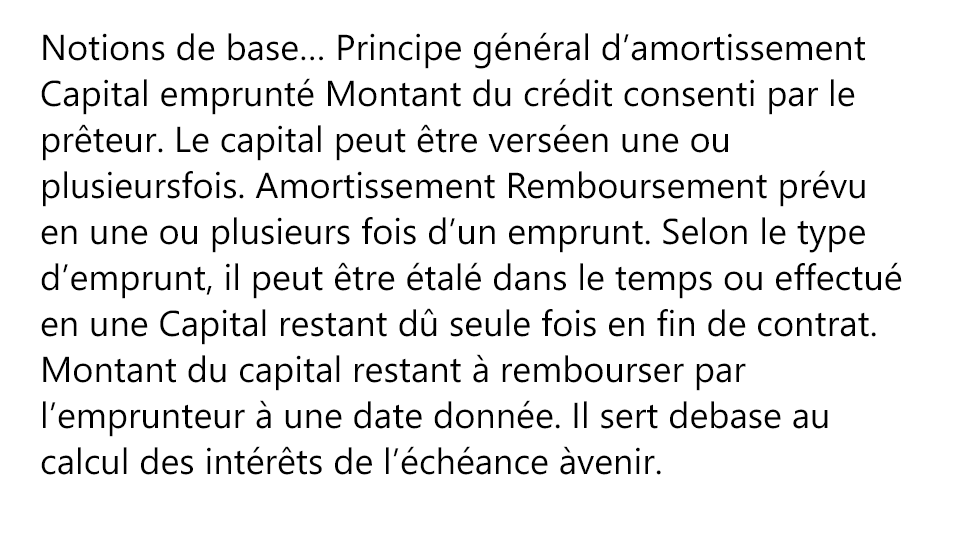 Notions de base... Principe général d’amortissement
Capital emprunté Montant du crédit consenti par le
prêteur. Le capital peut être verséen une ou
plusieursfois. Amortissement Remboursement prévu
en une ou plusieurs fois d’un emprunt. Selon le type
d’emprunt, il peut être étalé dans le temps ou effectué
en une Capital restant dû seule fois en fin de contrat.
Montant du capital restant à rembourser par
l’emprunteur à une date donnée. Il sert debase au
calcul des intérêts de l’échéance àvenir.